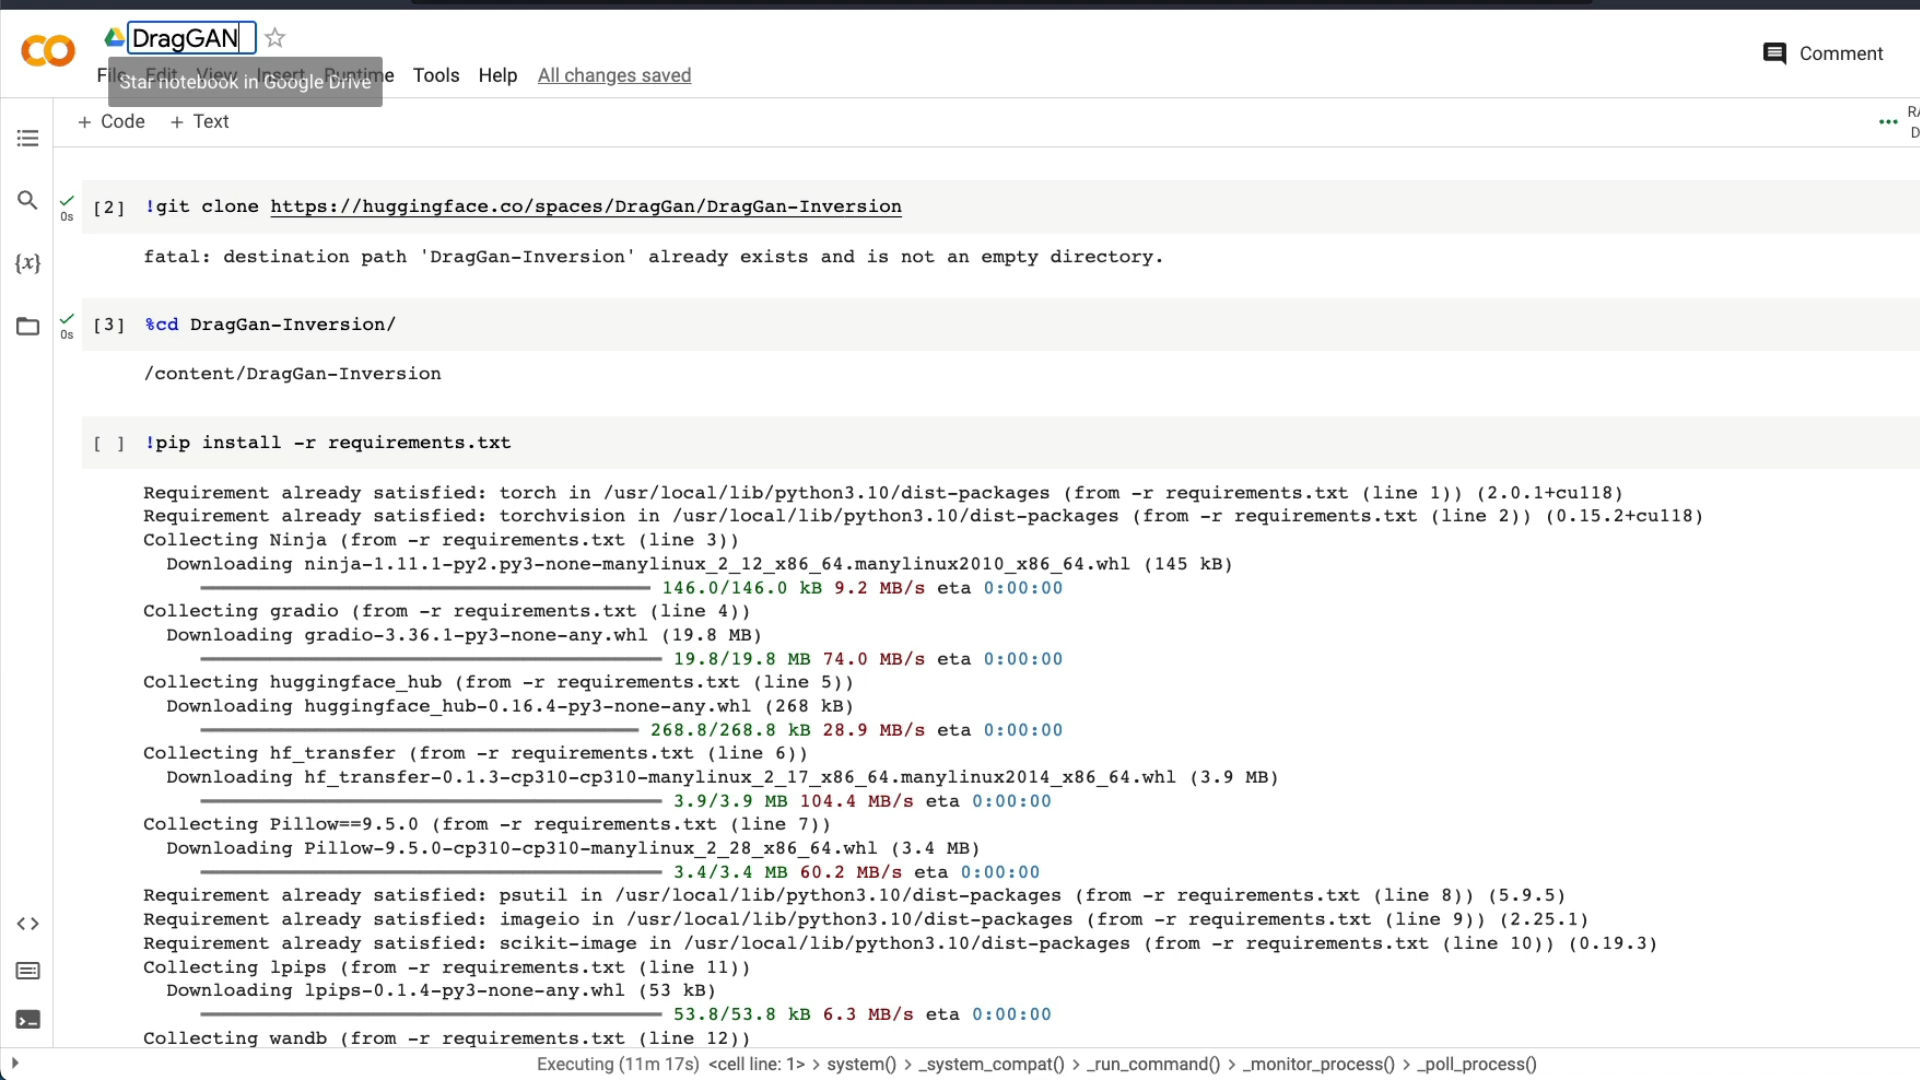 DragGAN
Comment
File Edit View Insert Runtime Tools Help All changes saved
Star notebook in Google Drive
+ Code + Text
RA
D
0s
[2] !git clone https://huggingface.co/spaces/DragGan/DragGan-Inversion
fatal: destination path 'DragGan-Inversion' already exists and is not an empty directory.
{x}
0s
[3] %cd DragGan-Inversion/
/content/DragGan-Inversion
[ ] !pip install -r requirements.txt
Requirement already satisfied: torch in /usr/local/lib/python3.10/dist-packages (from -r requirements.txt (line 1)) (2.0.1+cu118)
Requirement already satisfied: torchvision in /usr/local/lib/python3.10/dist-packages (from -r requirements.txt (line 2)) (0.15.2+cu118)
Collecting Ninja (from -r requirements.txt (line 3))
Downloading ninja-1.11.1-py2.py3-none-manylinux_2_12_x86_64.manylinux2010_x86_64.whl (145 kB)
146.0/146.0 kB 9.2 MB/s eta 0:00:00
Collecting gradio (from -r requirements.txt (line 4))
Downloading gradio-3.36.1-py3-none-any.whl (19.8 MB)
19.8/19.8 MB 74.0 MB/s eta 0:00:00
Collecting huggingface_hub (from -r requirements.txt (line 5))
Downloading huggingface_hub-0.16.4-py3-none-any.whl (268 kB)
268.8/268.8 kB 28.9 MB/s eta 0:00:00
Collecting hf_transfer (from -r requirements.txt (line 6))
Downloading hf_transfer-0.1.3-cp310-cp310-manylinux_2_17_x86_64.manylinux2014_x86_64.whl (3.9 MB)
3.9/3.9 MB 104.4 MB/s eta 0:00:00
Collecting Pillow==9.5.0 (from -r requirements.txt (line 7))
Downloading Pillow-9.5.0-cp310-cp310-manylinux_2_28_x86_64.whl (3.4 MB)
3.4/3.4 MB 60.2 MB/s eta 0:00:00
Requirement already satisfied: psutil in /usr/local/lib/python3.10/dist-packages (from -r requirements.txt (line 8)) (5.9.5)
Requirement already satisfied: imageio in /usr/local/lib/python3.10/dist-packages (from -r requirements.txt (line 9)) (2.25.1)
Requirement already satisfied: scikit-image in /usr/local/lib/python3.10/dist-packages (from -r requirements.txt (line 10)) (0.19.3)
Collecting lpips (from -r requirements.txt (line 11))
Downloading lpips-0.1.4-py3-none-any.whl (53 kB)
53.8/53.8 kB 6.3 MB/s eta 0:00:00
Collecting wandb (from -r requirements.txt (line 12))
Executing (11m 17s) <cell line: 1> > system() > _system_compat() > _run_command() > _monitor_process() > _poll_process()